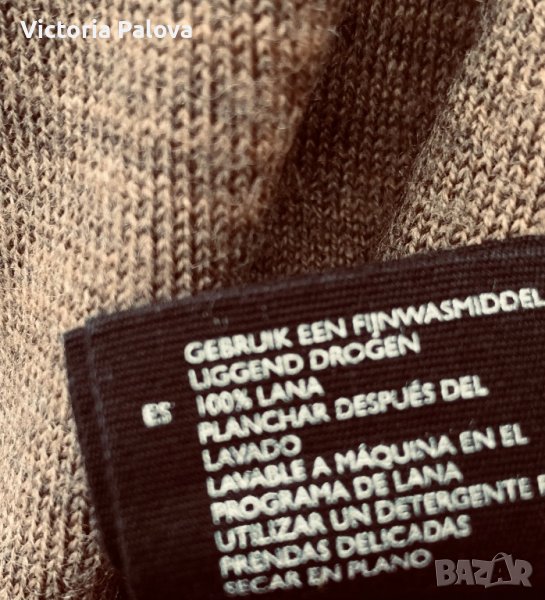 Victoria Palova
GEBRUIK EEN FIJNWASMIDDEL
LIGGEND DROGEN
ES 100% LANA
PLANCHAR DESPUÉS DEL
LAVADO
LAVABLE A MÁQUINA EN EL
PROGRAMA DE LANA
UTILIZAR UN DETERGENTE P
PRENDAS DELICADAS
SECAR EN PLANO
BAZAR